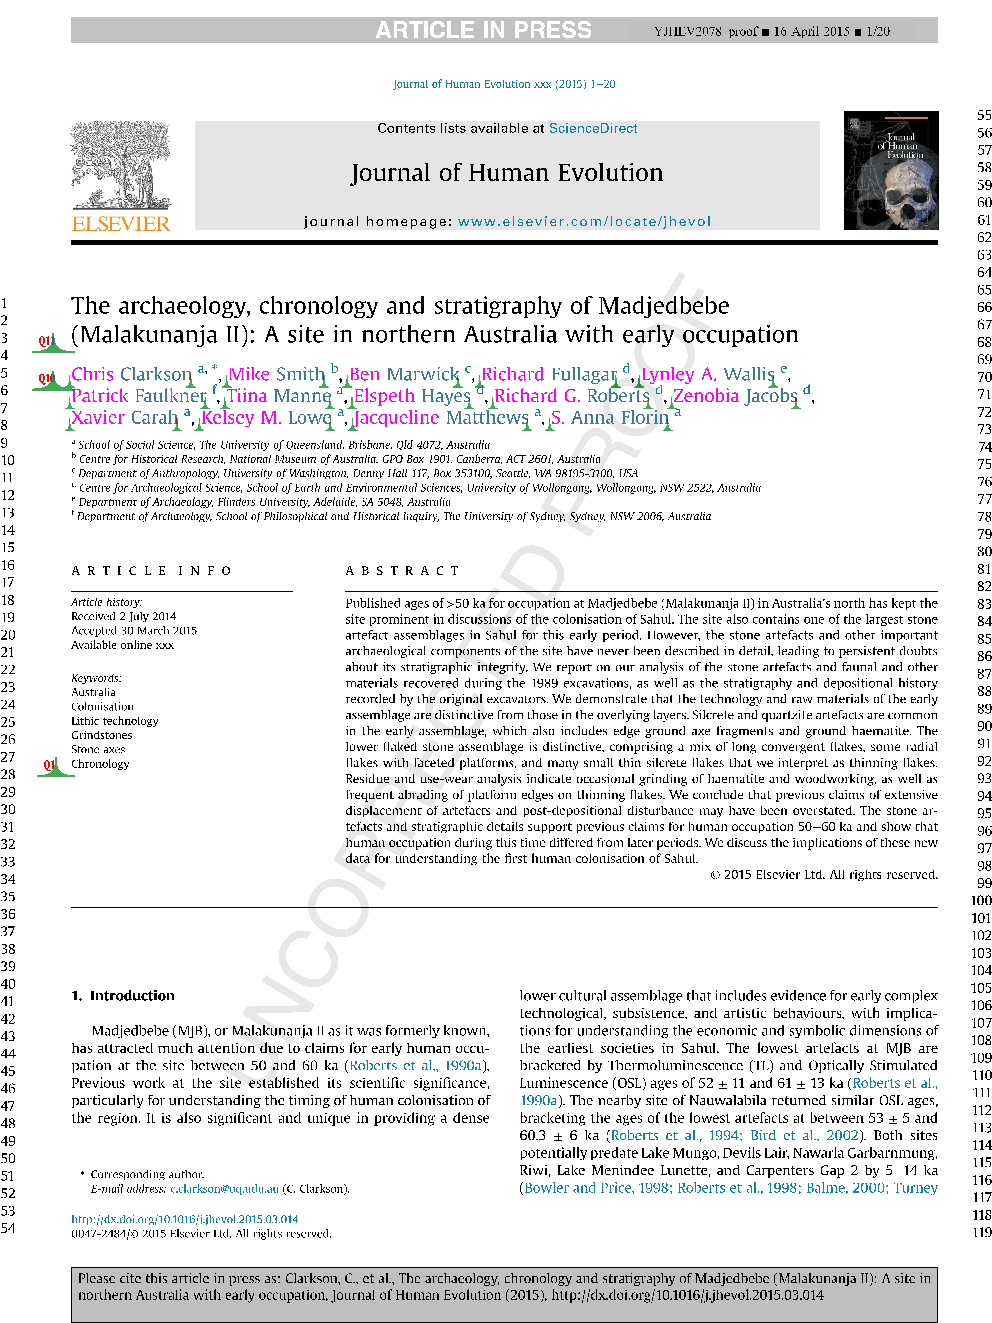 ARTICLE IN PRESS
YJHEV2078_proof ■ 16 April 2015 ■ 1/20
Journal of Human Evolution xxx (2015) 1–20
Contents lists available at ScienceDirect
Journal of Human Evolution
journal homepage: www.elsevier.com/locate/jhevol
ELSEVIER
Journal
of Human
Evolution
The archaeology, chronology and stratigraphy of Madjedbebe
(Malakunanja II): A site in northern Australia with early occupation
Chris Clarkson a, *, Mike Smith b, Ben Marwick c, Richard Fullagar d, Lynley A. Wallis e,
Patrick Faulkner f, Tiina Manne a, Elspeth Hayes d, Richard G. Roberts d, Zenobia Jacobs d,
Xavier Carah a, Kelsey M. Lowe a, Jacqueline Matthews a, S. Anna Florin a
a School of Social Science, The University of Queensland, Brisbane, Qld 4072, Australia
b Centre for Historical Research, National Museum of Australia, GPO Box 1901, Canberra, ACT 2601, Australia
c Department of Anthropology, University of Washington, Denny Hall 117, Box 353100, Seattle, WA 98195-3100, USA
d Centre for Archaeological Science, School of Earth and Environmental Sciences, University of Wollongong, Wollongong, NSW 2522, Australia
e Department of Archaeology, Flinders University, Adelaide, SA 5048, Australia
f Department of Archaeology, School of Philosophical and Historical Inquiry, The University of Sydney, Sydney, NSW 2006, Australia
ARTICLE INFO
Article history:
Received 2 July 2014
Accepted 30 March 2015
Available online xxx
Keywords:
Australia
Colonisation
Lithic technology
Grindstones
Stone axes
Chronology
ABSTRACT
Published ages of >50 ka for occupation at Madjedbebe (Malakunanja II) in Australia's north has kept the
site prominent in discussions of the colonisation of Sahul. The site also contains one of the largest stone
artefact assemblages in Sahul for this early period. However, the stone artefacts and other important
archaeological components of the site have never been described in detail, leading to persistent doubts
about its stratigraphic integrity. We report on our analysis of the stone artefacts and faunal and other
materials recovered during the 1989 excavations, as well as the stratigraphy and depositional history
recorded by the original excavators. We demonstrate that the technology and raw materials of the early
assemblage are distinctive from those in the overlying layers. Silcrete and quartzite artefacts are common
in the early assemblage, which also includes edge ground axe fragments and ground haematite. The
lower flaked stone assemblage is distinctive, comprising a mix of long convergent flakes, some radial
flakes with faceted platforms, and many small thin silcrete flakes that we interpret as thinning flakes.
Residue and use-wear analysis indicate occasional grinding of haematite and woodworking, as well as
frequent abrading of platform edges on thinning flakes. We conclude that previous claims of extensive
displacement of artefacts and post-depositional disturbance may have been overstated. The stone ar-
tefacts and stratigraphic details support previous claims for human occupation 50–60 ka and show that
human occupation during this time differed from later periods. We discuss the implications of these new
data for understanding the first human colonisation of Sahul.
© 2015 Elsevier Ltd. All rights reserved.
UNCORRECTED PROOF
1. Introduction
Madjedbebe (MJB), or Malakunanja II as it was formerly known,
has attracted much attention due to claims for early human occu-
pation at the site between 50 and 60 ka (Roberts et al., 1990a).
Previous work at the site established its scientific significance,
particularly for understanding the timing of human colonisation of
the region. It is also significant and unique in providing a dense
lower cultural assemblage that includes evidence for early complex
technological, subsistence, and artistic behaviours, with implica-
tions for understanding the economic and symbolic dimensions of
the earliest societies in Sahul. The lowest artefacts at MJB are
bracketed by Thermoluminescence (TL) and Optically Stimulated
Luminescence (OSL) ages of 52 ± 11 and 61 ± 13 ka (Roberts et al.,
1990a). The nearby site of Nauwalabila returned similar OSL ages,
bracketing the ages of the lowest artefacts at between 53 ± 5 and
60.3 ± 6 ka (Roberts et al., 1994; Bird et al., 2002). Both sites
potentially predate Lake Mungo, Devils Lair, Nawarla Garbarnmung,
Riwi, Lake Menindee Lunette, and Carpenters Gap 2 by 5–14 ka
(Bowler and Price, 1998; Roberts et al., 1998; Balme, 2000; Turney
* Corresponding author.
E-mail address: c.clarkson@uq.edu.au (C. Clarkson).
http://dx.doi.org/10.1016/j.jhevol.2015.03.014
0047-2484/© 2015 Elsevier Ltd. All rights reserved.
Please cite this article in press as: Clarkson, C., et al., The archaeology, chronology and stratigraphy of Madjedbebe (Malakunanja II): A site in
northern Australia with early occupation, Journal of Human Evolution (2015), http://dx.doi.org/10.1016/j.jhevol.2015.03.014